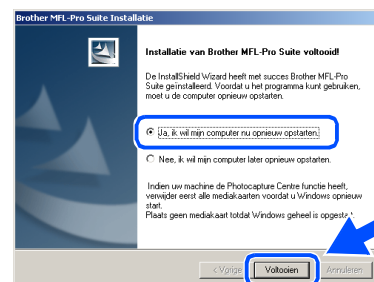 Brother MFL-Pro Suite Installatie
Installatie van Brother MFL-Pro Suite voltooid!
De InstallShield Wizard heeft met succes Brother MFL-Pro
Suite geïnstalleerd. Voordat u het programma kunt gebruiken,
moet u de computer opnieuw opstarten.
Ja, ik wil mijn computer nu opnieuw opstarten.
Nee, ik wil mijn computer later opnieuw opstarten.
Indien uw machine de Photocapture Centre functie heeft,
verwijder eerst alle mediakaarten voordat u Windows opnieuw
start.
Plaats geen mediakaart totdat Windows geheel is opgestart.
< Vorige
Voltooien
Annuleren